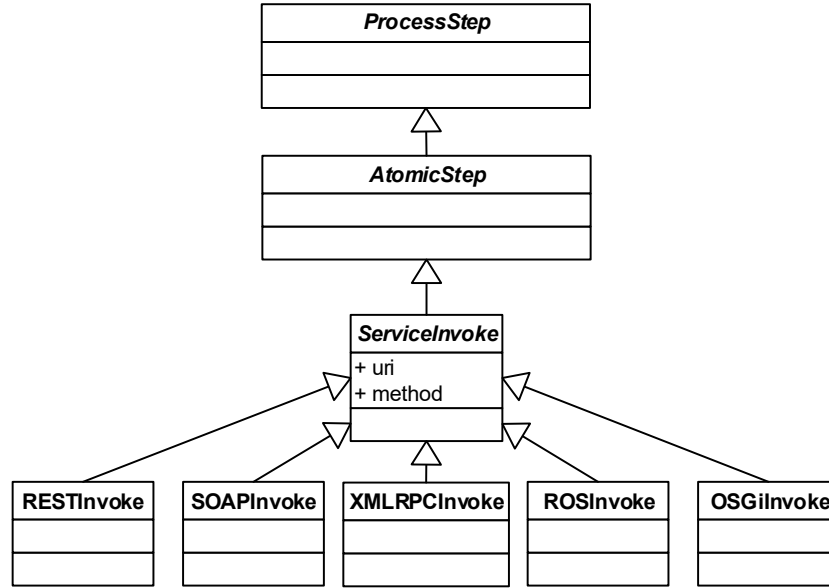 ProcessStep
AtomicStep
ServiceInvoke
+ uri
+ method
RESTInvoke
SOAPInvoke
XMLRPCInvoke
ROSInvoke
OSGiInvoke